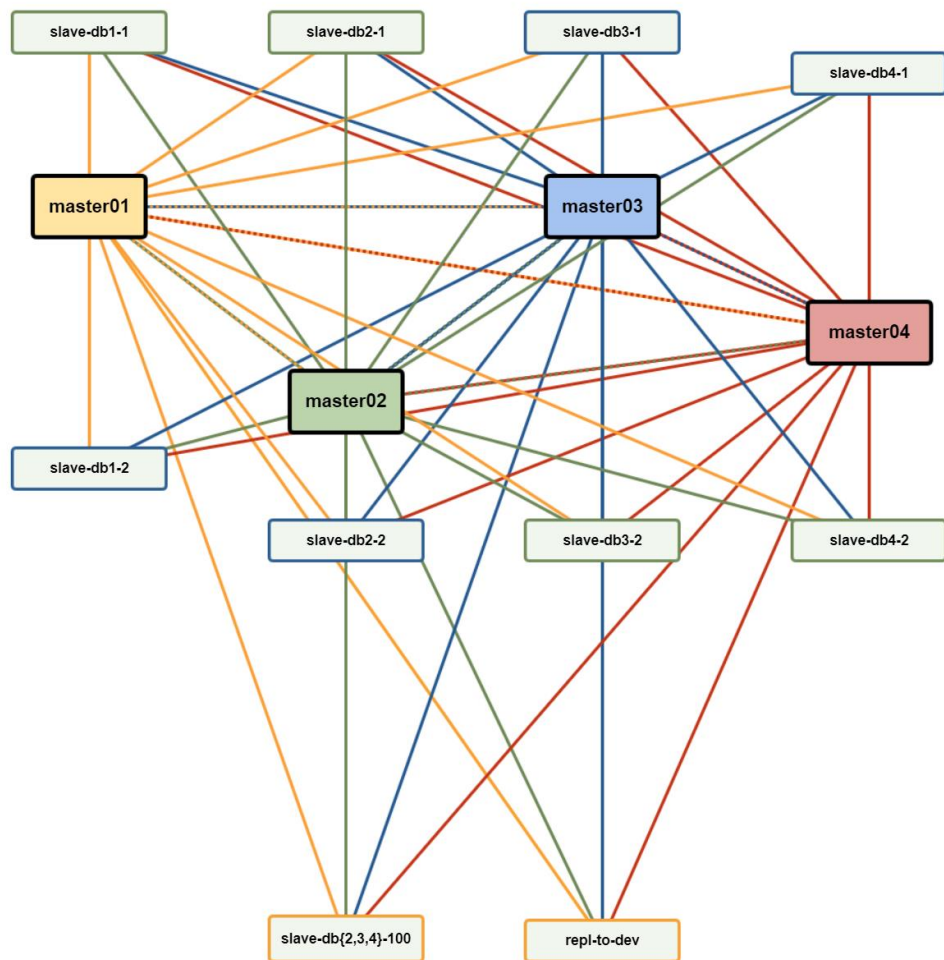 slave-db1-1
slave-db2-1
slave-db3-1
slave-db4-1
master01
master03
master04
master02
slave-db1-2
slave-db2-2
slave-db3-2
slave-db4-2
slave-db{2,3,4}-100
repl-to-dev